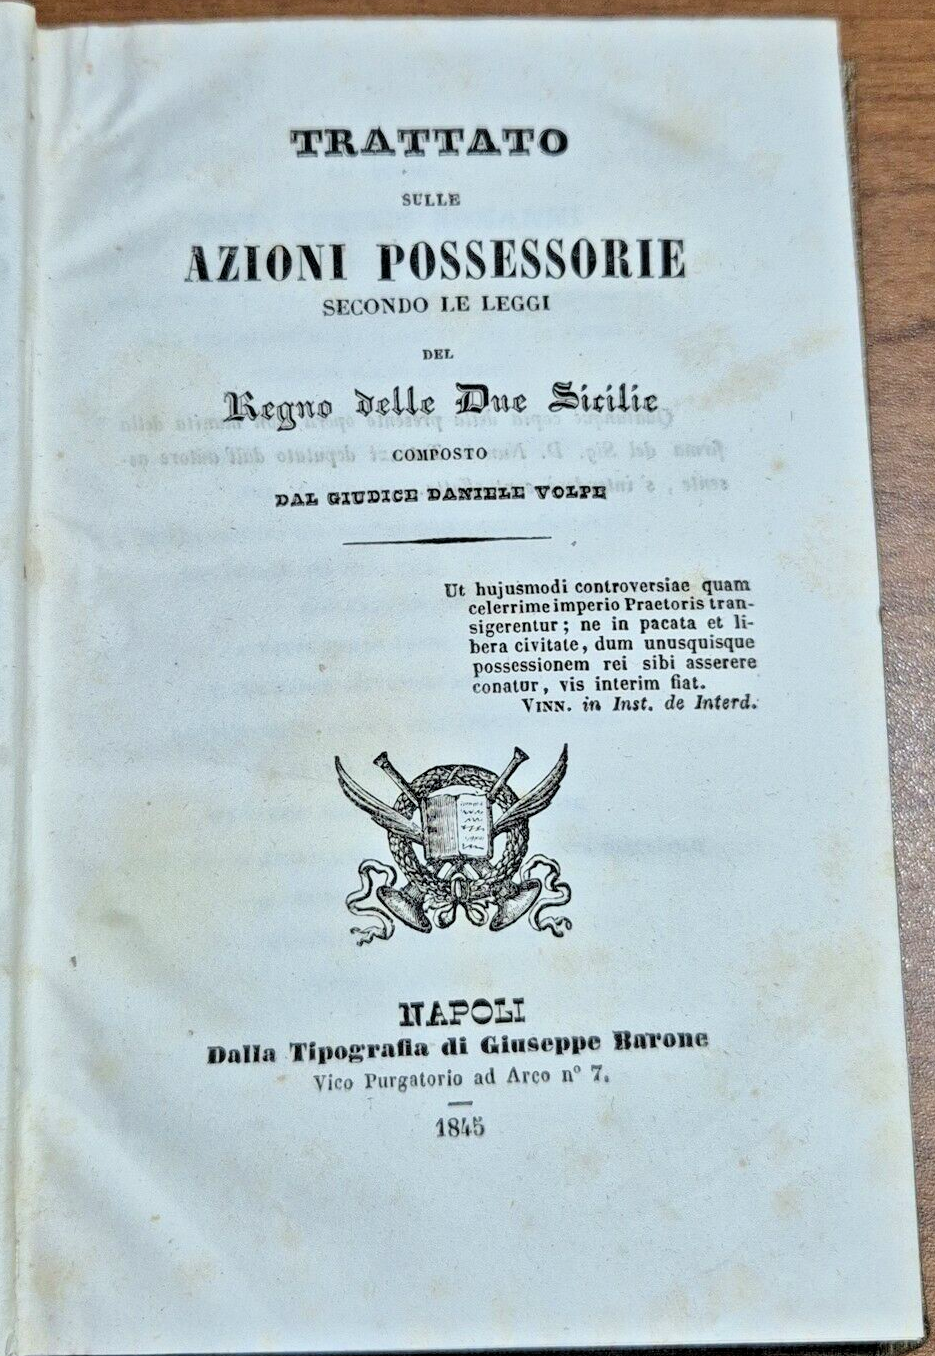 TRATTATO
SULLE
AZIONI POSSESSORIE
SECONDO LE LEGGI
DEL
Regno delle Due Sicilie
COMPOSTO
DAL GIUDICE DANIELE VOLPE
Ut hujusmodi controversiae quam
celerrime imperio Praetoris tran-
sigerentur; ne in pacata et li-
bera civitate, dum unusquisque
possessionem rei sibi asserere
conatur, vis interim fiat.
VINN. in Inst. de Interd.
NAPOLI
Dalla Tipografia di Giuseppe Barone
Vico Purgatorio ad Arco n° 7.
1845